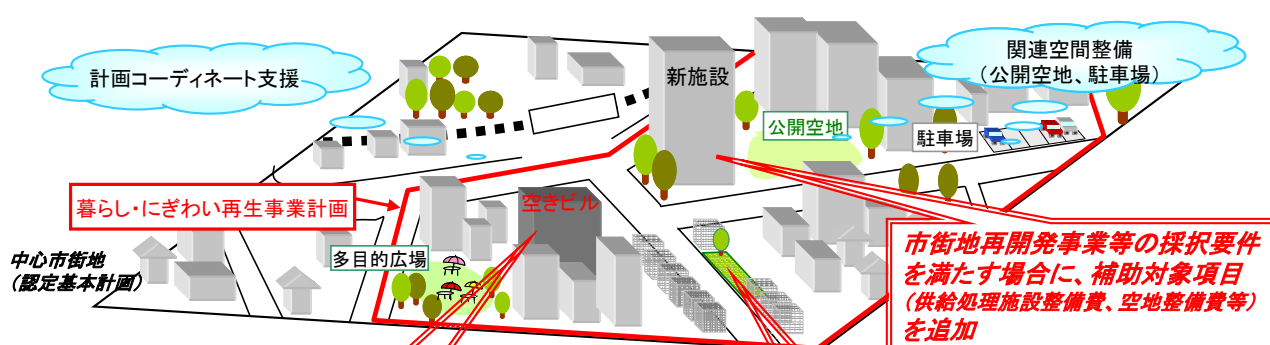 計画コーディネート支援
関連空間整備
(公開空地、駐車場)
新施設
公開空地
駐車場
暮らし・にぎわい再生事業計画
空きビル
中心市街地
(認定基本計画)
多目的広場
市街地再開発事業等の採択要件
を満たす場合に、補助対象項目
(供給処理施設整備費、空地整備費等)
を追加